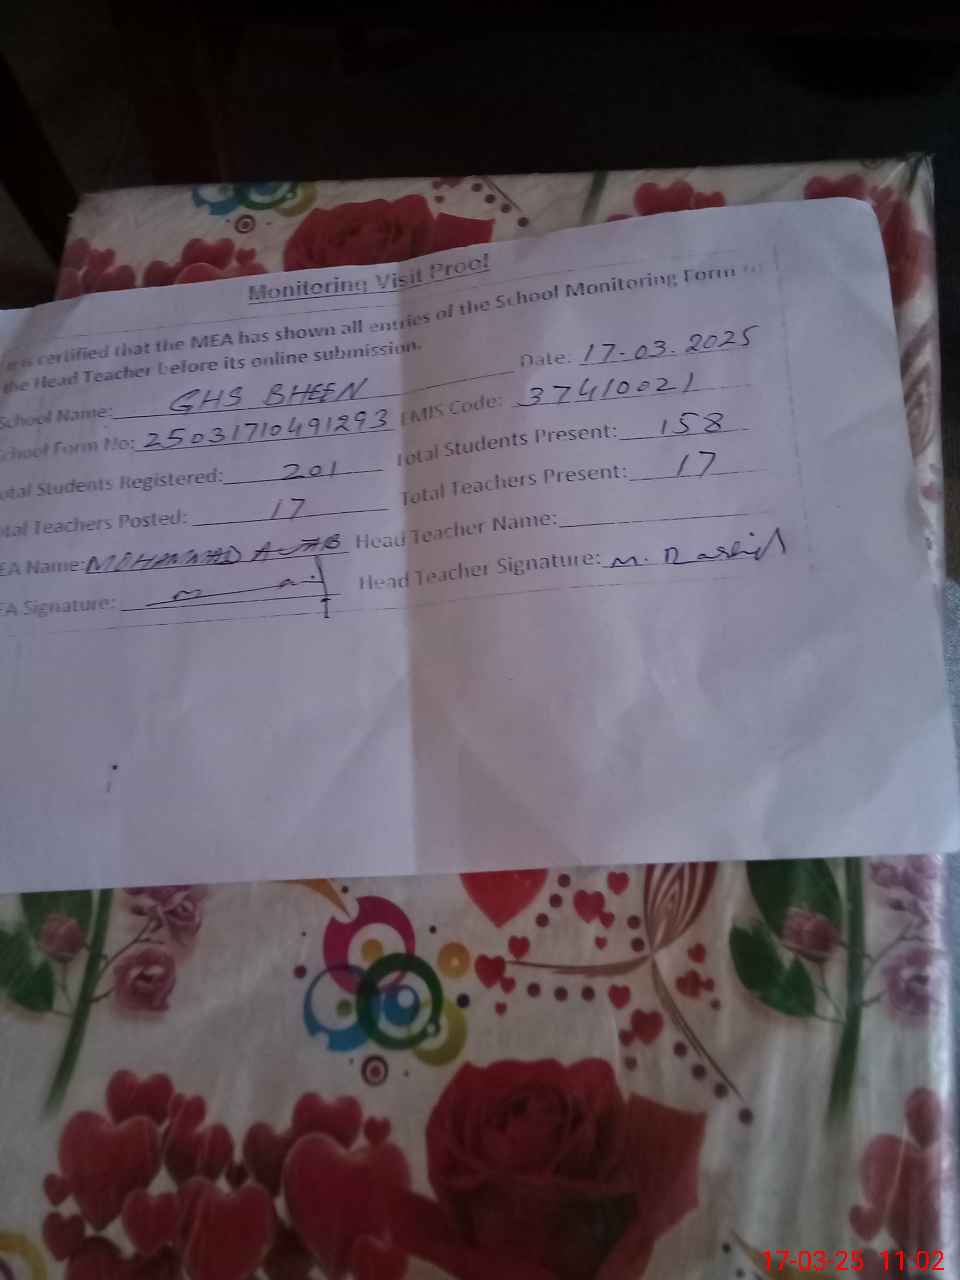 Monitoring Visit Proof
is certified that the MEA has shown all entries of the School Monitoring Form to
the Head Teacher before its online submission.
Date: 17-03.2025
School Name: GHS BHEEN
EMIS Code: 37410021
School Form No: 25031710491293
Total Students Present: 158
Total Students Registered: 201
Total Teachers Present: 17
Total Teachers Posted: 17
Head Teacher Name:
EA Name: MOHAMMAD
Head Teacher Signature: M. Rashid
EA Signature:
17-03-25 11:02